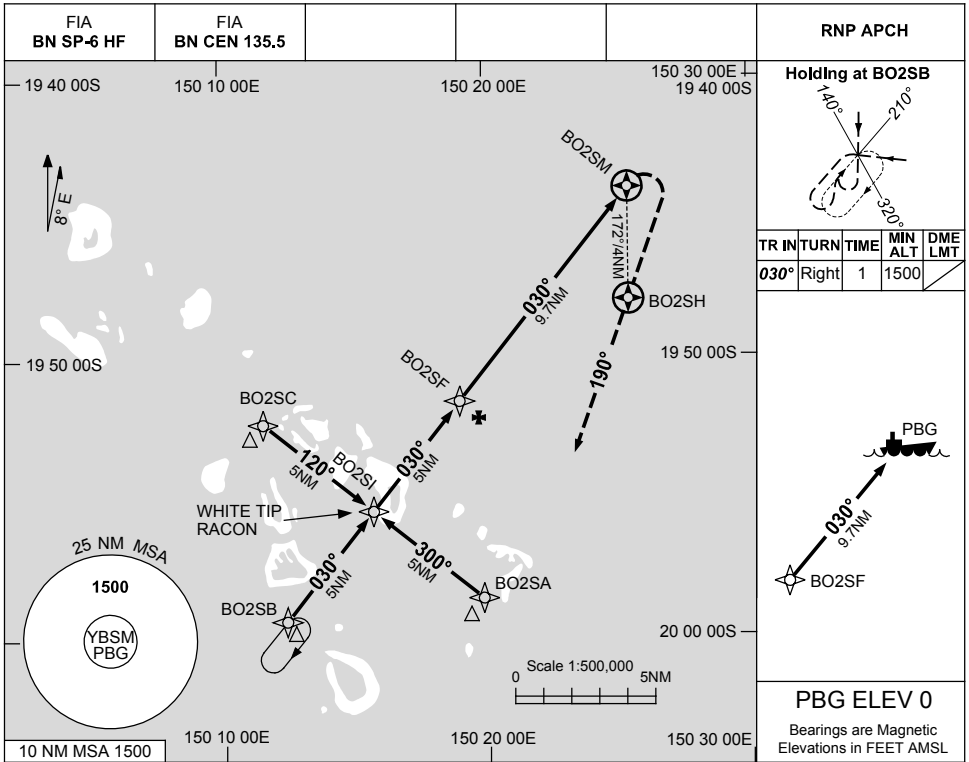 FIA
BN SP-6 HF
FIA
BN CEN 135.5
RNP APCH
19 40 00S
150 10 00E
150 20 00E
150 30 00E
19 40 00S
8° E
BO2SM
172°/4NM
BO2SH
030°
9.7NM
190°
19 50 00S
19 50 00S
BO2SF
BO2SC
120°
5NM
BO2SI
030°
5NM
WHITE TIP
RACON
300°
5NM
030°
5NM
BO2SA
BO2SB
25 NM MSA
1500
YBSM
PBG
20 00 00S
Scale 1:500,000
0
5NM
10 NM MSA 1500
150 10 00E
150 20 00E
150 30 00E
Holding at BO2SB
140°
210°
320°
TR IN TURN TIME MIN ALT DME LMT
030° Right 1 1500
PBG
030°
9.7NM
BO2SF
PBG ELEV 0
Bearings are Magnetic
Elevations in FEET AMSL